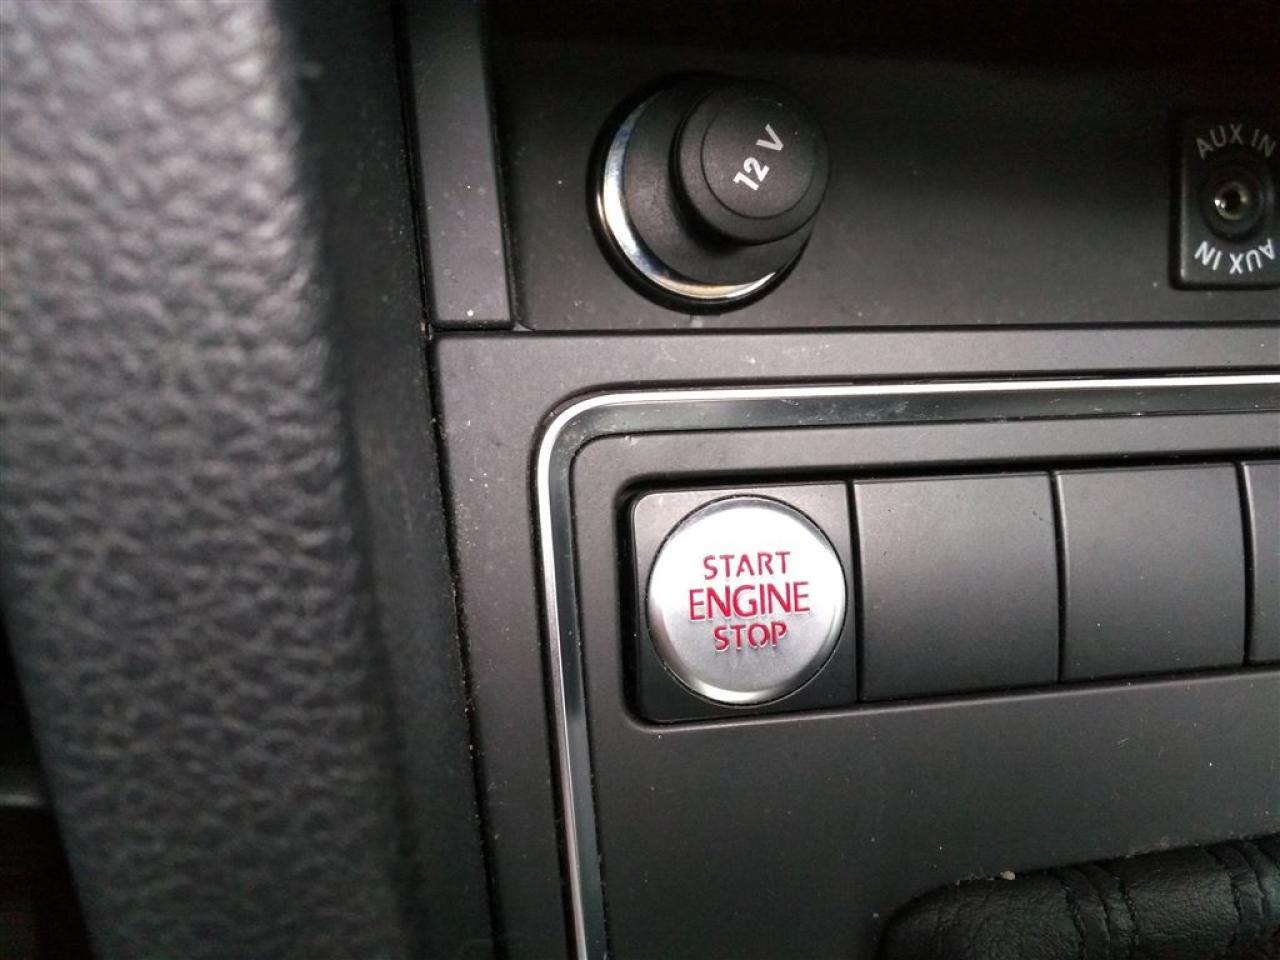 12 V
AUX IN
AUX IN
START
ENGINE
STOP